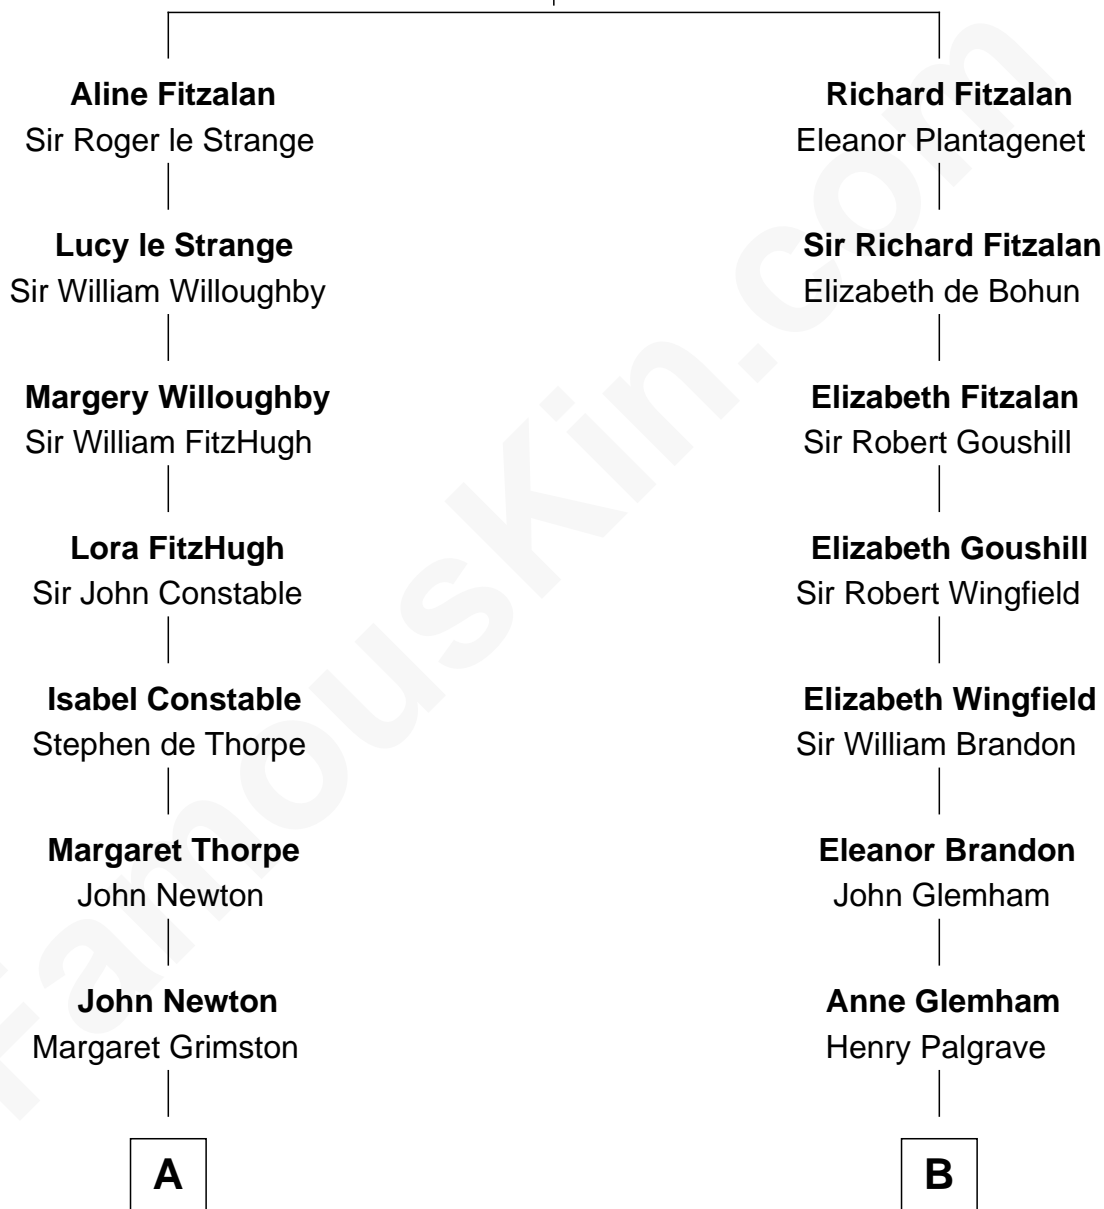 Aline Fitzalan
Sir Roger le Strange
Lucy le Strange
Sir William Willoughby
Margery Willoughby
Sir William FitzHugh
Lora FitzHugh
Sir John Constable
Isabel Constable
Stephen de Thorpe
Margaret Thorpe
John Newton
John Newton
Margaret Grimston
A
Richard Fitzalan
Eleanor Plantagenet
Sir Richard Fitzalan
Elizabeth de Bohun
Elizabeth Fitzalan
Sir Robert Goushill
Elizabeth Goushill
Sir Robert Wingfield
Elizabeth Wingfield
Sir William Brandon
Eleanor Brandon
John Glemham
Anne Glemham
Henry Palgrave
B
FamousKin.com